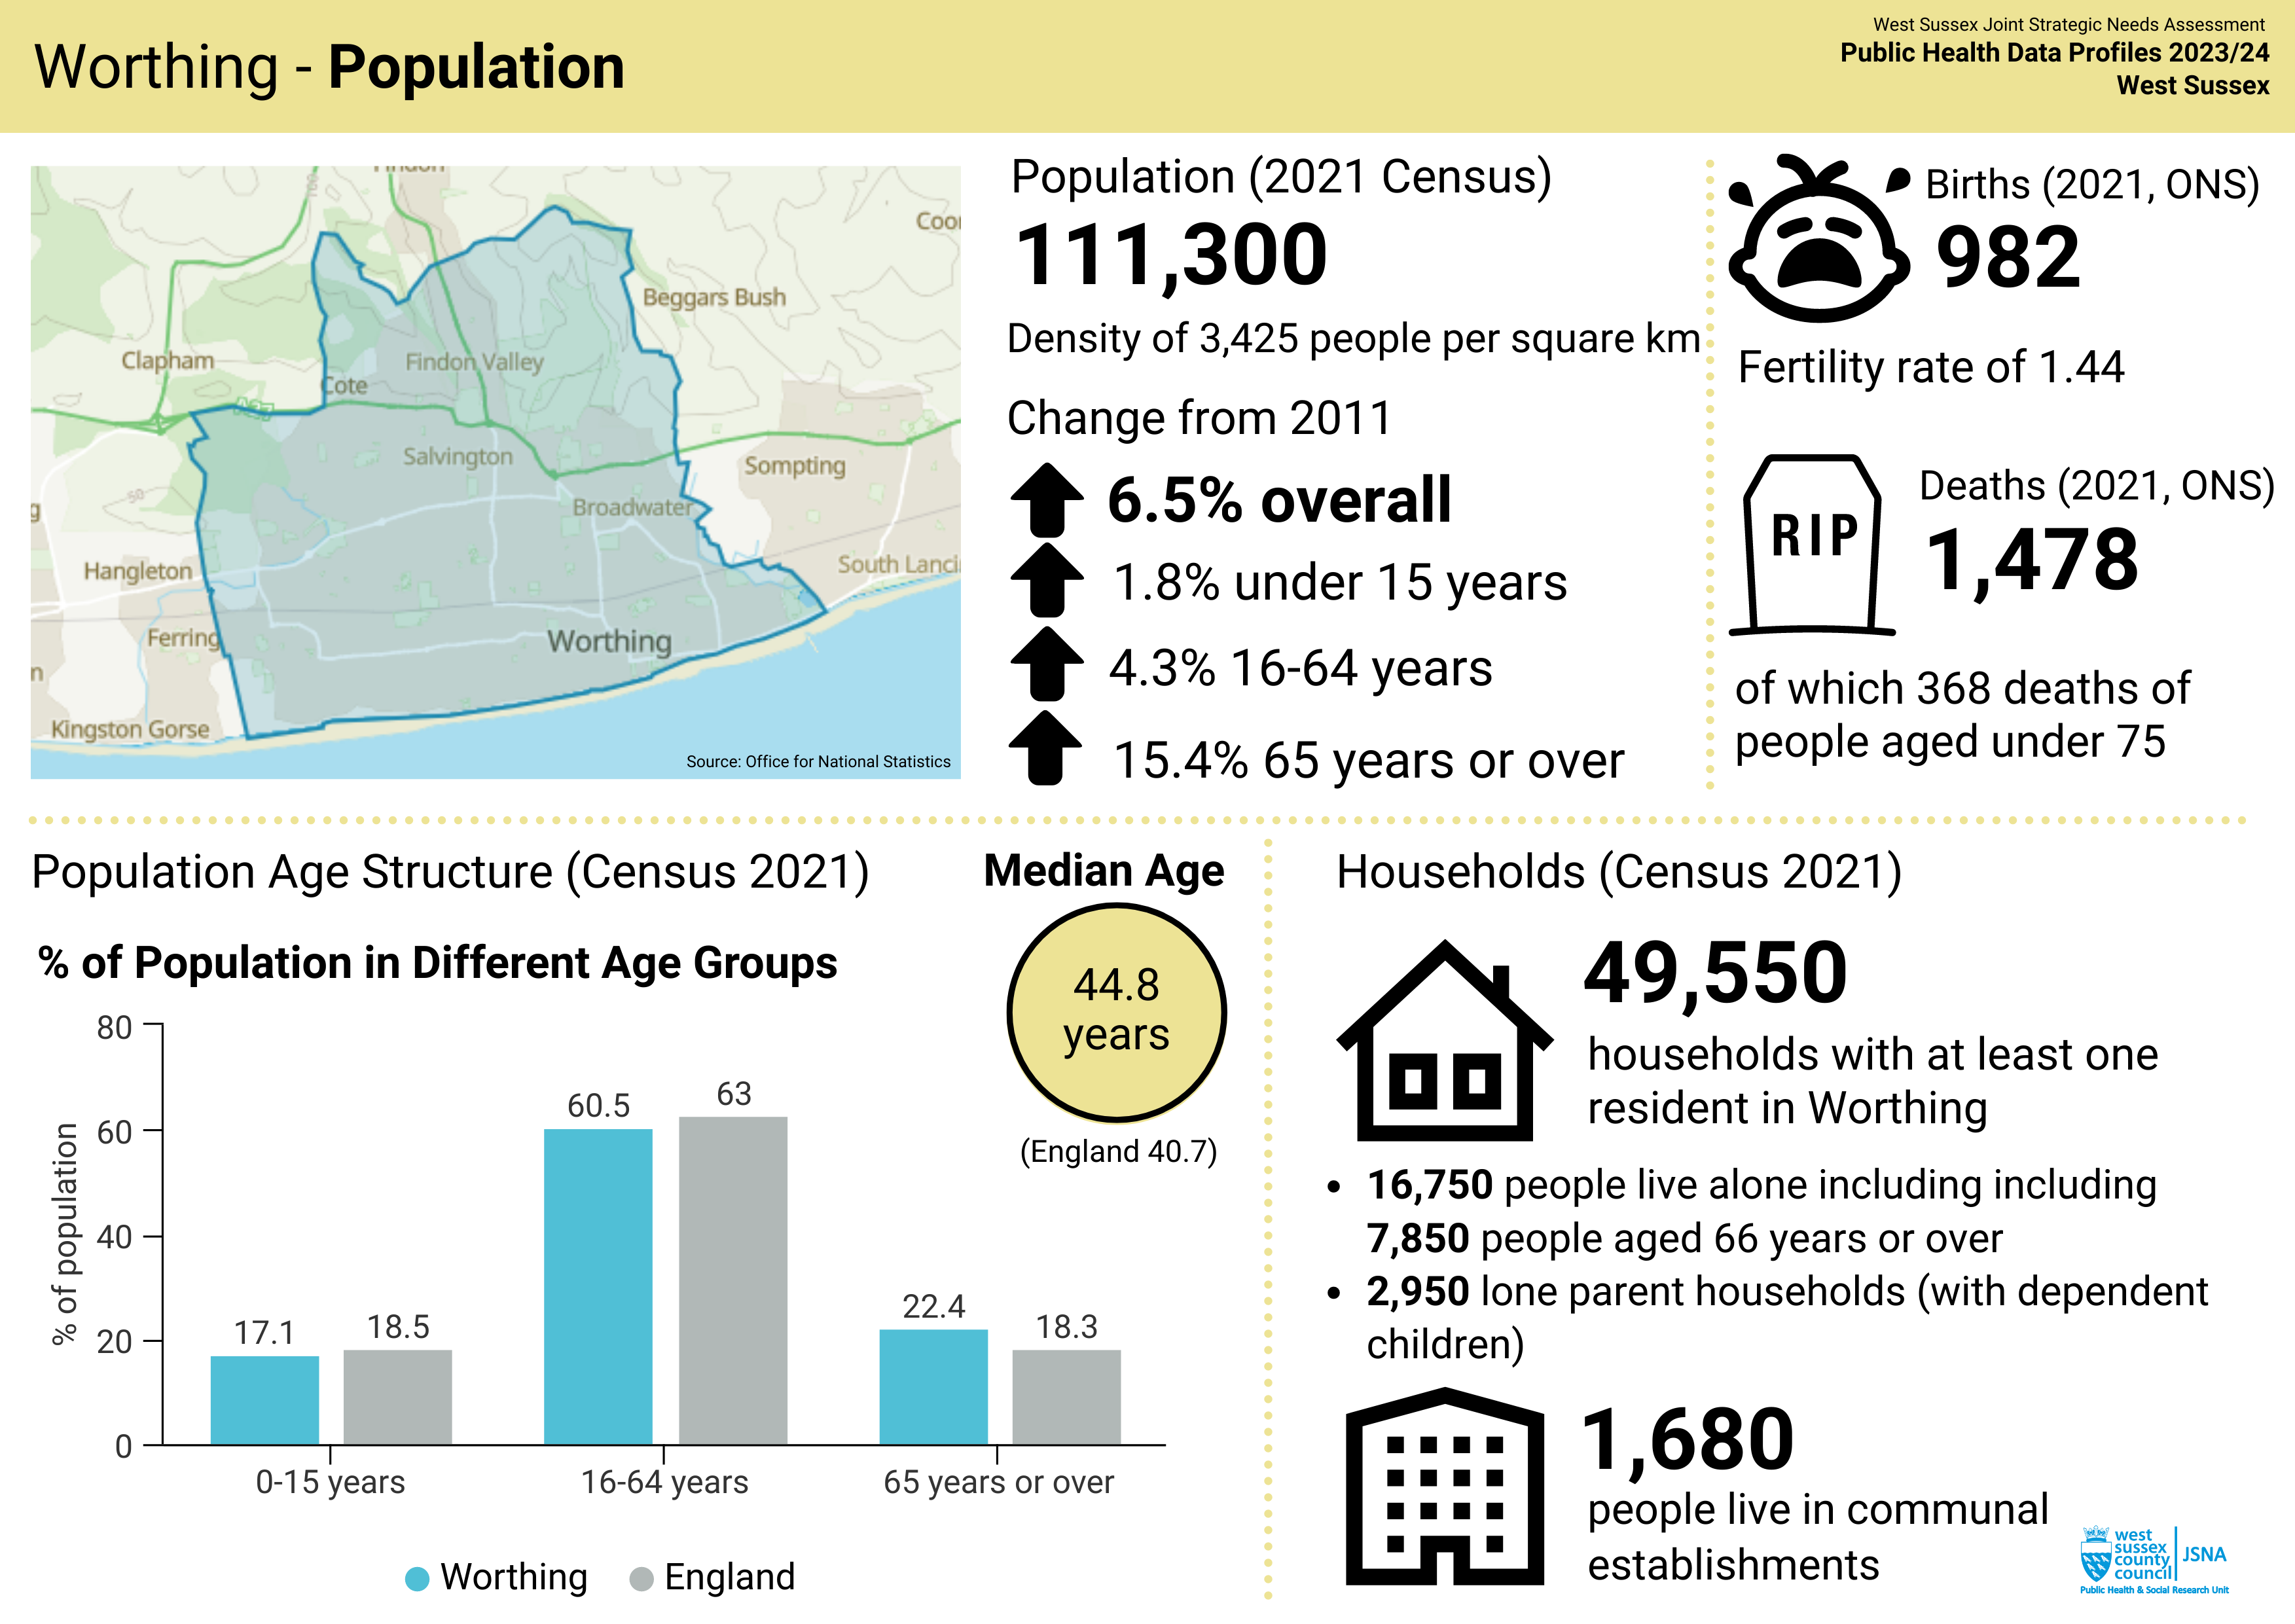 Worthing - Population
West Sussex Joint Strategic Needs Assessment
Public Health Data Profiles 2023/24
West Sussex
Beggars Bush
Clapham
Findon Valley
Cote
A27
Salvington
Sompting
50
Broadwater
Hangleton
South Lanci
Ferring
Worthing
Kingston Gorse
Source: Office for National Statistics
Population (2021 Census)
111,300
Density of 3,425 people per square km
Change from 2011
6.5% overall
1.8% under 15 years
4.3% 16-64 years
15.4% 65 years or over
Births (2021, ONS)
982
Fertility rate of 1.44
RIP
Deaths (2021, ONS)
1,478
of which 368 deaths of
people aged under 75
Population Age Structure (Census 2021)
Median Age
44.8
years
(England 40.7)
% of Population in Different Age Groups
% of population
80
60
40
20
0
17.1
18.5
60.5
63
22.4
18.3
0-15 years
16-64 years
65 years or over
Worthing
England
Households (Census 2021)
49,550
households with at least one
resident in Worthing
• 16,750 people live alone including including
7,850 people aged 66 years or over
• 2,950 lone parent households (with dependent
children)
1,680
people live in communal
establishments
west
sussex
county
council
JSNA
Public Health & Social Research Unit